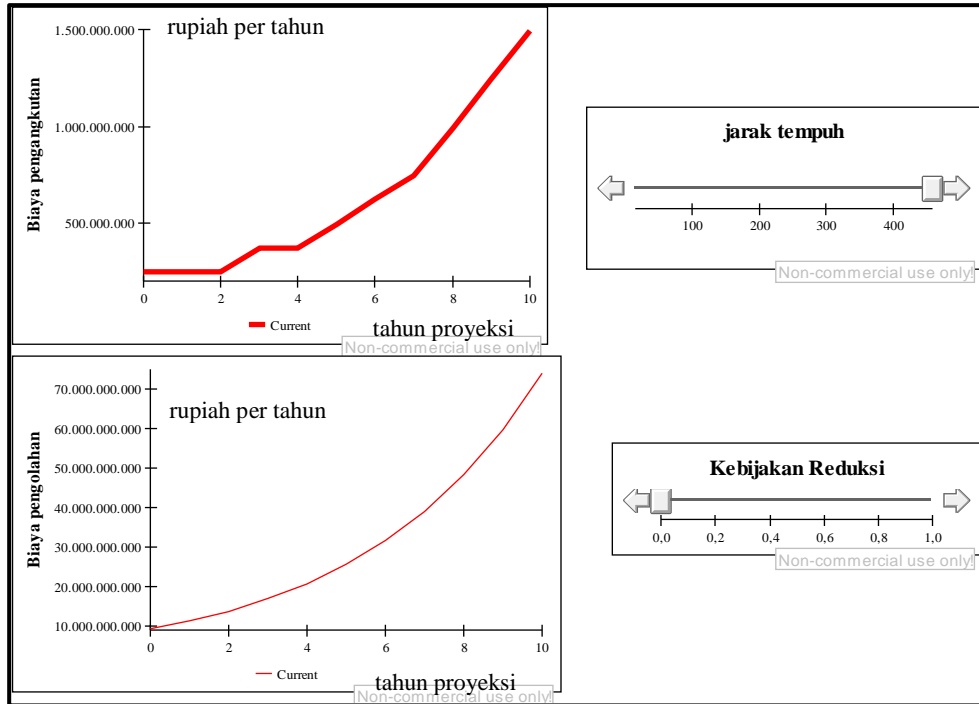 rupiah per tahun
1.500.000.000
1.000.000.000
500.000.000
Biaya pengangkutan
0 2 4 6 8 10
Current
tahun proyeksi
Non-commercial use only!
jarak tempuh
100 200 300 400
Non-commercial use only!
rupiah per tahun
70.000.000.000
60.000.000.000
50.000.000.000
40.000.000.000
30.000.000.000
20.000.000.000
10.000.000.000
Biaya pengolahan
0 2 4 6 8 10
Current
tahun proyeksi
Non-commercial use only!
Kebijakan Reduksi
0,0 0,2 0,4 0,6 0,8 1,0
Non-commercial use only!